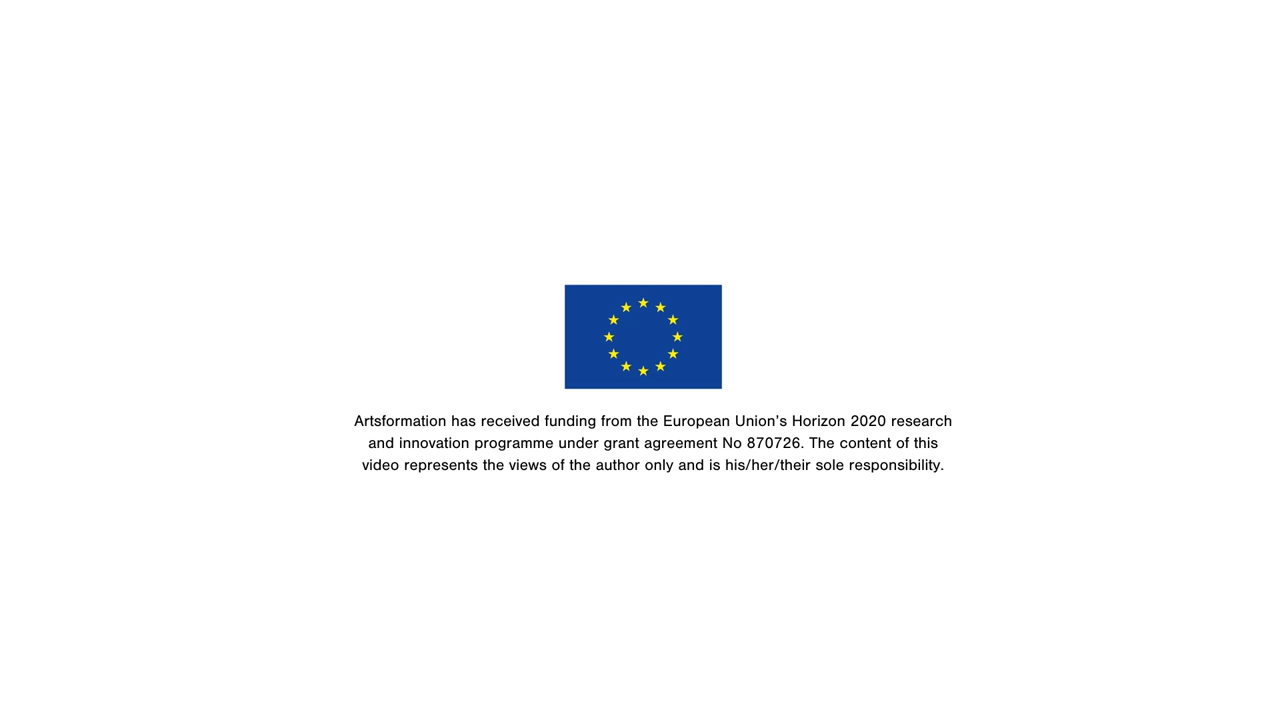 Artsformation has received funding from the European Union's Horizon 2020 research
and innovation programme under grant agreement No 870726. The content of this
video represents the views of the author only and is his/her/their sole responsibility.